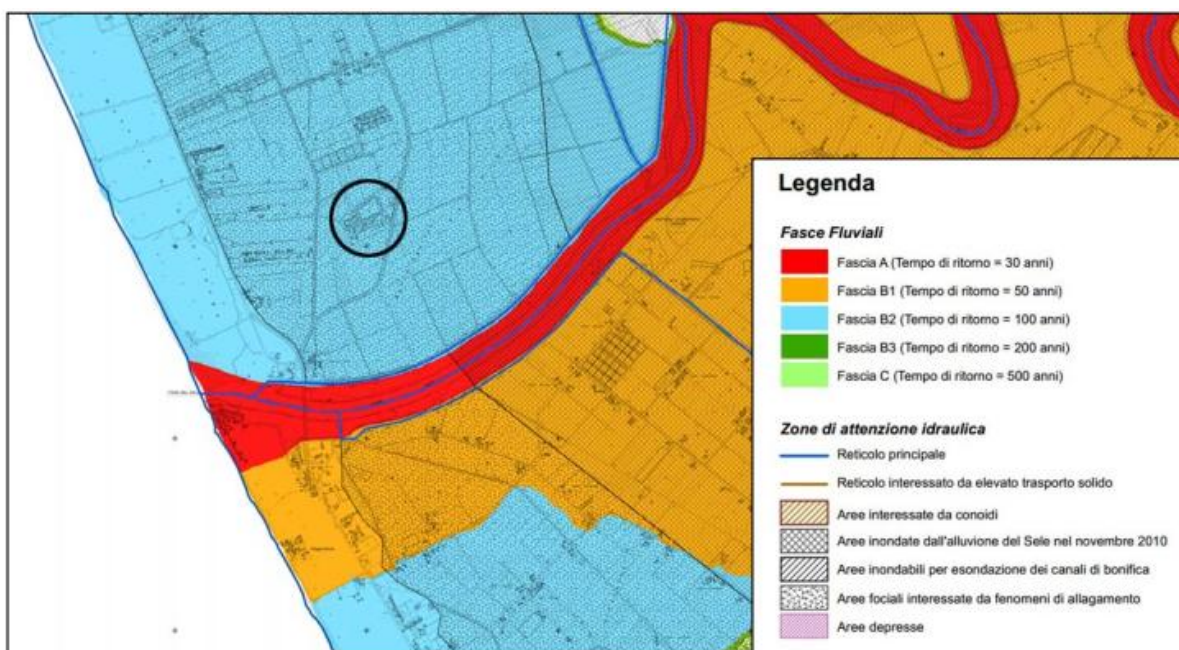 Legenda
Fasce Fluviali
Fascia A (Tempo di ritorno = 30 anni)
Fascia B1 (Tempo di ritorno = 50 anni)
Fascia B2 (Tempo di ritorno = 100 anni)
Fascia B3 (Tempo di ritorno = 200 anni)
Fascia C (Tempo di ritorno = 500 anni)
Zone di attenzione idraulica
Reticolo principale
Reticolo interessato da elevato trasporto solido
Aree interessate da conoidi
Aree inondate dall'alluvione del Sele nel novembre 2010
Aree inondabili per esondazione dei canali di bonifica
Aree fociali interessate da fenomeni di allagamento
Aree depresse